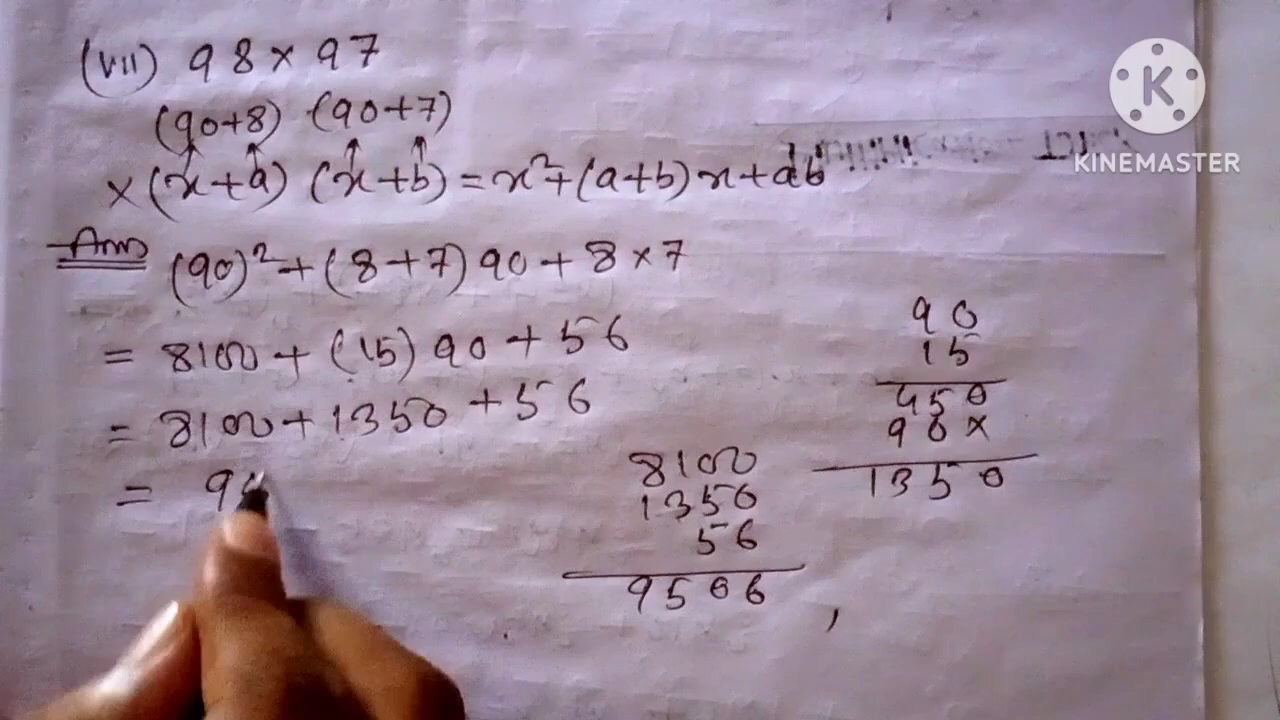 (VII) 98 × 97
(90+8) (90+7)
× (x+a) (x+b) = x²+(a+b)x+ab
Ans (90)²+(8+7)90+8×7
= 8100+(15)90+56
= 8100+1350+56
= 9
90
15
450
90×
1350
8100
1350
56
9506
,
K
KINEMASTER